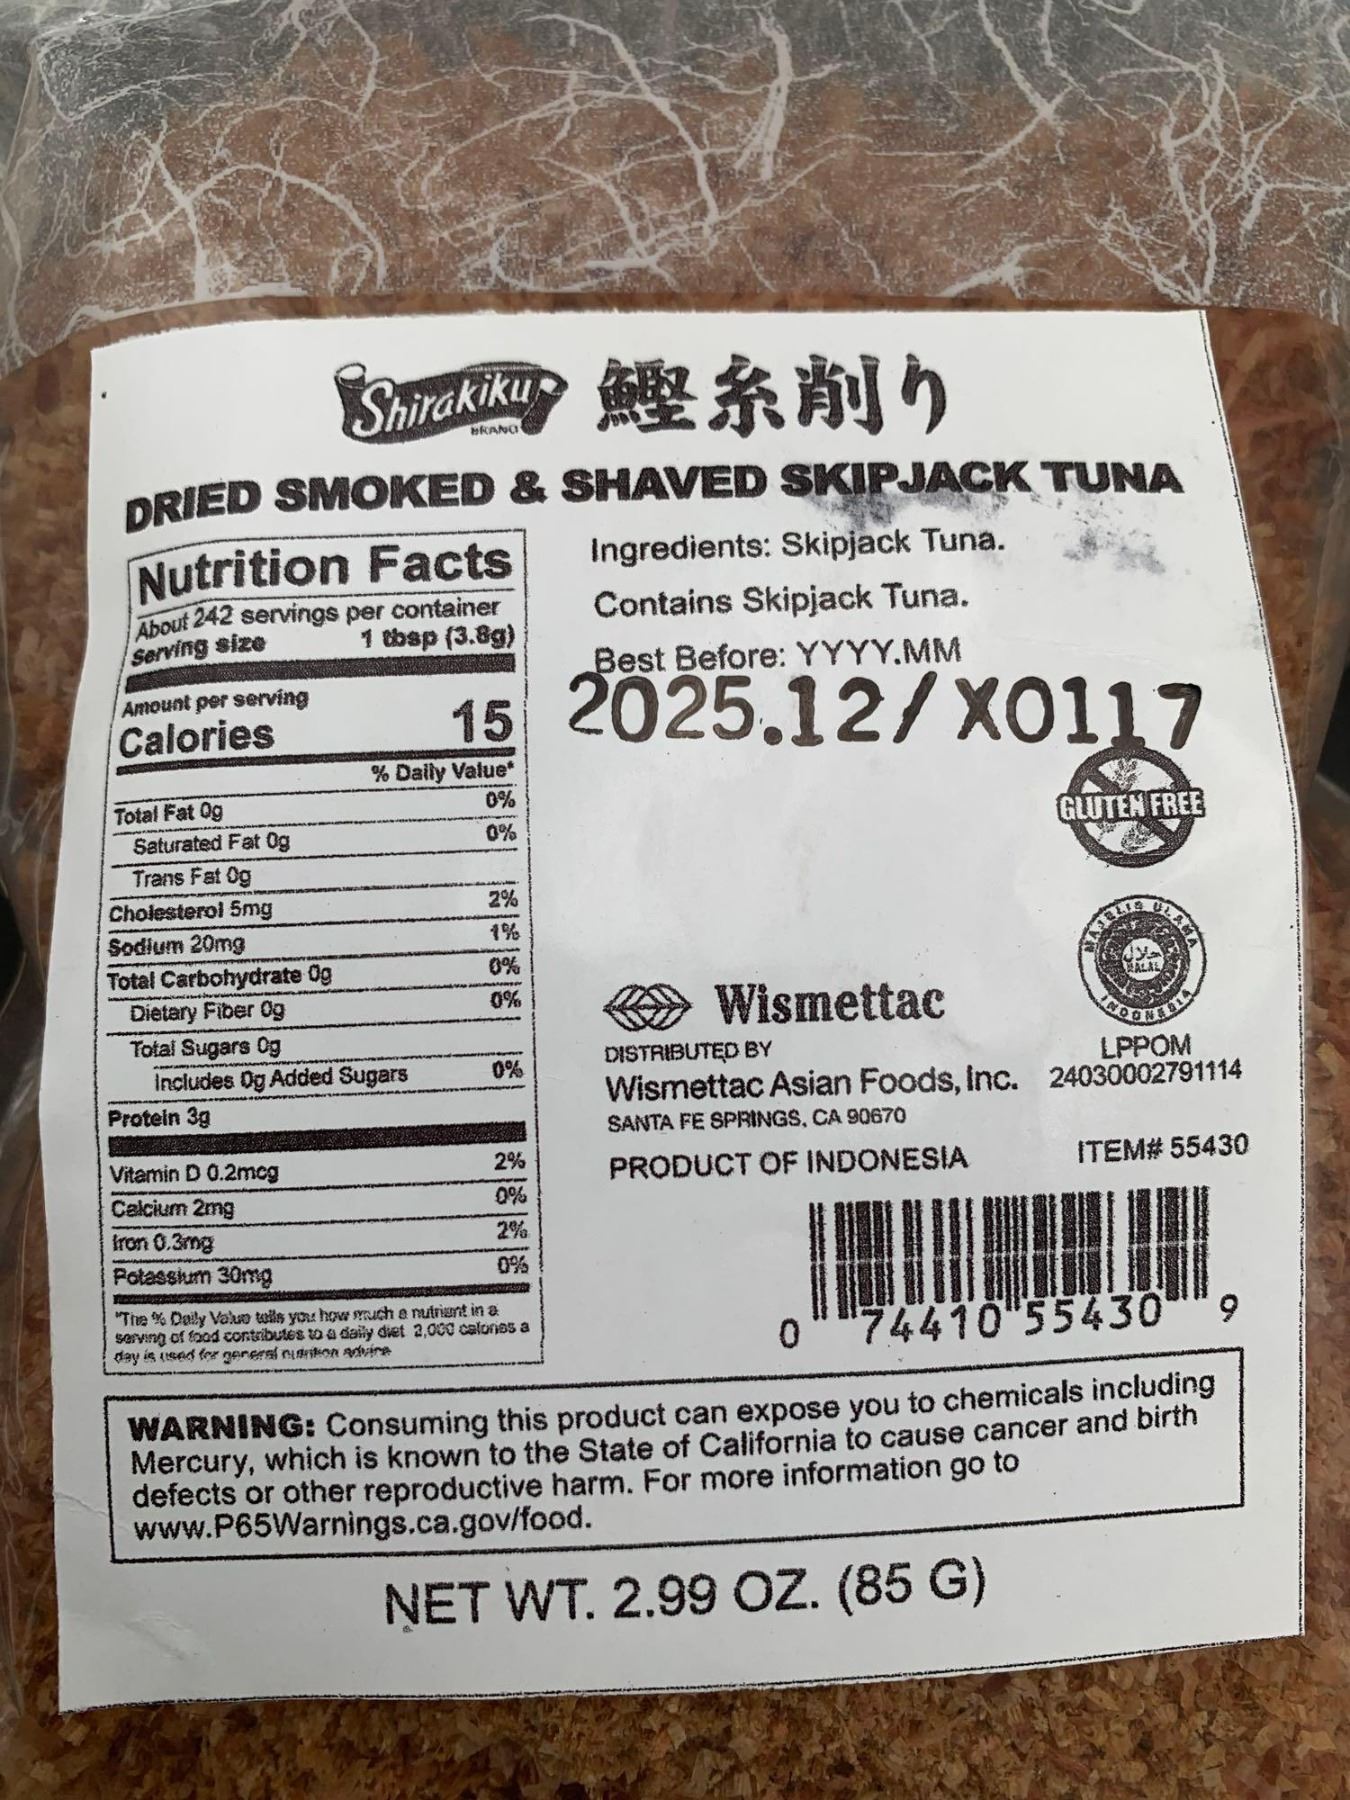 Shirakiku
BRAND
鰹糸削り
DRIED SMOKED & SHAVED SKIPJACK TUNA
Nutrition Facts
About 242 servings per container
Serving size 1 tbsp (3.8g)
Amount per serving
Calories 15
% Daily Value*
Total Fat 0g 0%
Saturated Fat 0g 0%
Trans Fat 0g
Cholesterol 5mg 2%
Sodium 20mg 1%
Total Carbohydrate 0g 0%
Dietary Fiber 0g 0%
Total Sugars 0g
Includes 0g Added Sugars 0%
Protein 3g
Vitamin D 0.2mcg 2%
Calcium 2mg 0%
Iron 0.3mg 2%
Potassium 30mg 0%
*The % Daily Value tells you how much a nutrient in a
serving of food contributes to a daily diet 2,000 calories a
day is used for general nutrition advice
Ingredients: Skipjack Tuna.
Contains Skipjack Tuna.
Best Before: YYYY.MM
2025.12/X0117
GLUTEN FREE
MAJELIS ULAMA
حلال
HALAL
INDONESIA
LPPOM
24030002791114
Wismettac
DISTRIBUTED BY
Wismettac Asian Foods, Inc.
SANTA FE SPRINGS, CA 90670
PRODUCT OF INDONESIA
ITEM# 55430
0 74410 55430 9
WARNING: Consuming this product can expose you to chemicals including
Mercury, which is known to the State of California to cause cancer and birth
defects or other reproductive harm. For more information go to
www.P65Warnings.ca.gov/food.
NET WT. 2.99 OZ. (85 G)